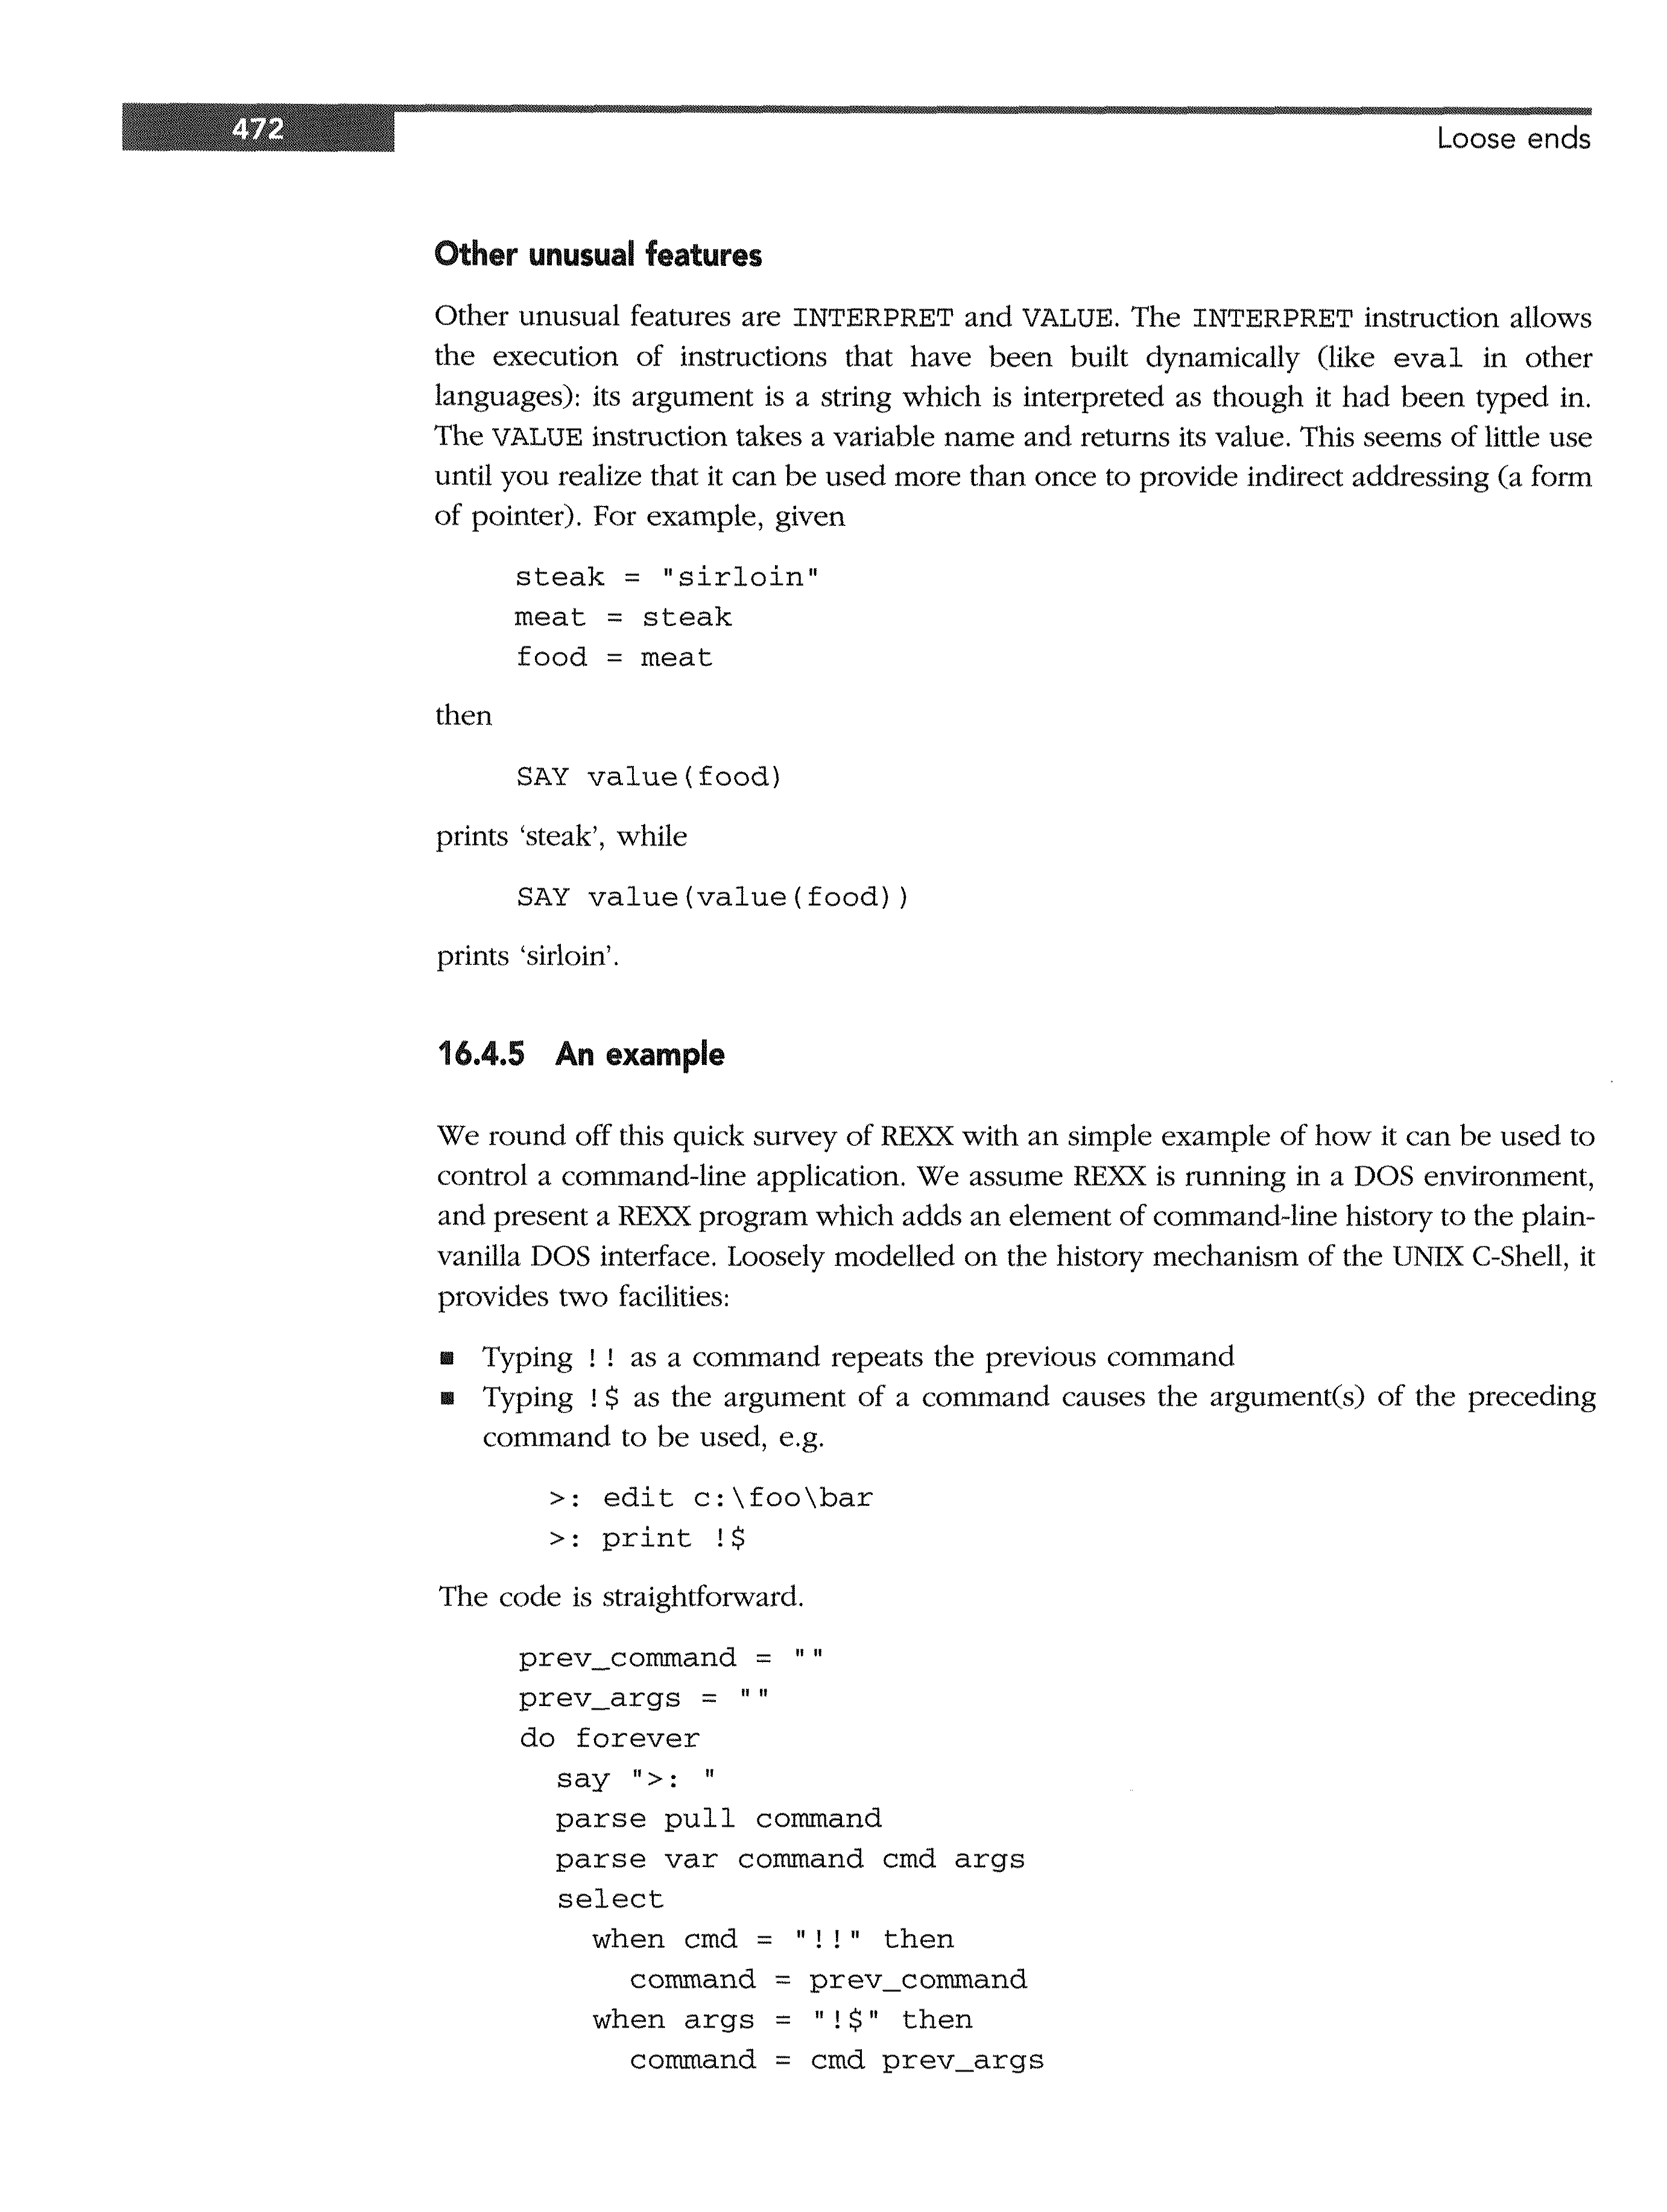 472
Loose ends
Other unusual features
Other unusual features are INTERPRET and VALUE. The INTERPRET instruction allows
the execution of instructions that have been built dynamically (like eval in other
languages): its argument is a string which is interpreted as though it had been typed in.
The VALUE instruction takes a variable name and returns its value. This seems of little use
until you realize that it can be used more than once to provide indirect addressing (a form
of pointer). For example, given
steak = "sirloin"
meat = steak
food = meat
then
SAY value(food)
prints ‘steak’, while
SAY value(value(food))
prints ‘sirloin’.
16.4.5 An example
We round off this quick survey of REXX with an simple example of how it can be used to
control a command-line application. We assume REXX is running in a DOS environment,
and present a REXX program which adds an element of command-line history to the plain-
vanilla DOS interface. Loosely modelled on the history mechanism of the UNIX C-Shell, it
provides two facilities:
■ Typing !! as a command repeats the previous command
■ Typing !$ as the argument of a command causes the argument(s) of the preceding
command to be used, e.g.
>: edit c:\foo\bar
>: print !$
The code is straightforward.
prev_command = ""
prev_args = ""
do forever
say ">: "
parse pull command
parse var command cmd args
select
when cmd = "!!" then
command = prev_command
when args = "!$" then
command = cmd prev_args